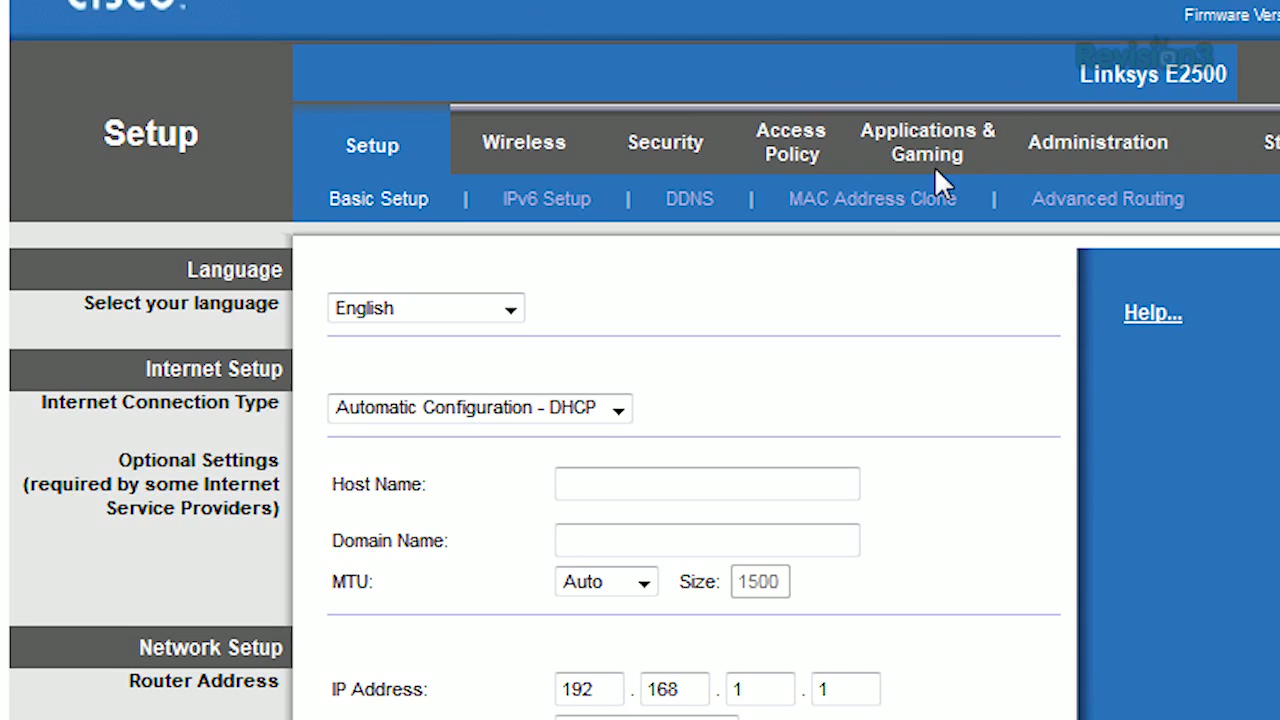 CISCO
Firmware Vers
Revision3
Linksys E2500
Setup
Setup
Wireless
Security
Access
Policy
Applications &
Gaming
Administration
St
Basic Setup | IPv6 Setup | DDNS | MAC Address Clone | Advanced Routing
Language
Select your language
English
Help...
Internet Setup
Internet Connection Type
Automatic Configuration - DHCP
Optional Settings
(required by some Internet
Service Providers)
Host Name:
Domain Name:
MTU: Auto Size: 1500
Network Setup
Router Address
IP Address: 192 . 168 . 1 . 1